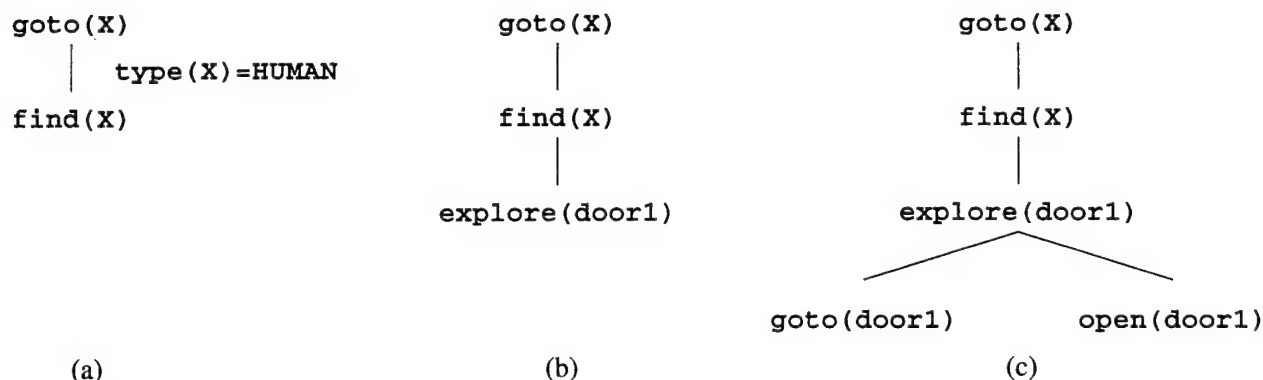 goto(X) goto(X) goto(X)
type(X)=HUMAN
find(X) find(X) find(X)
explore(door1) explore(door1)
goto(door1) open(door1)
(a) (b) (c)